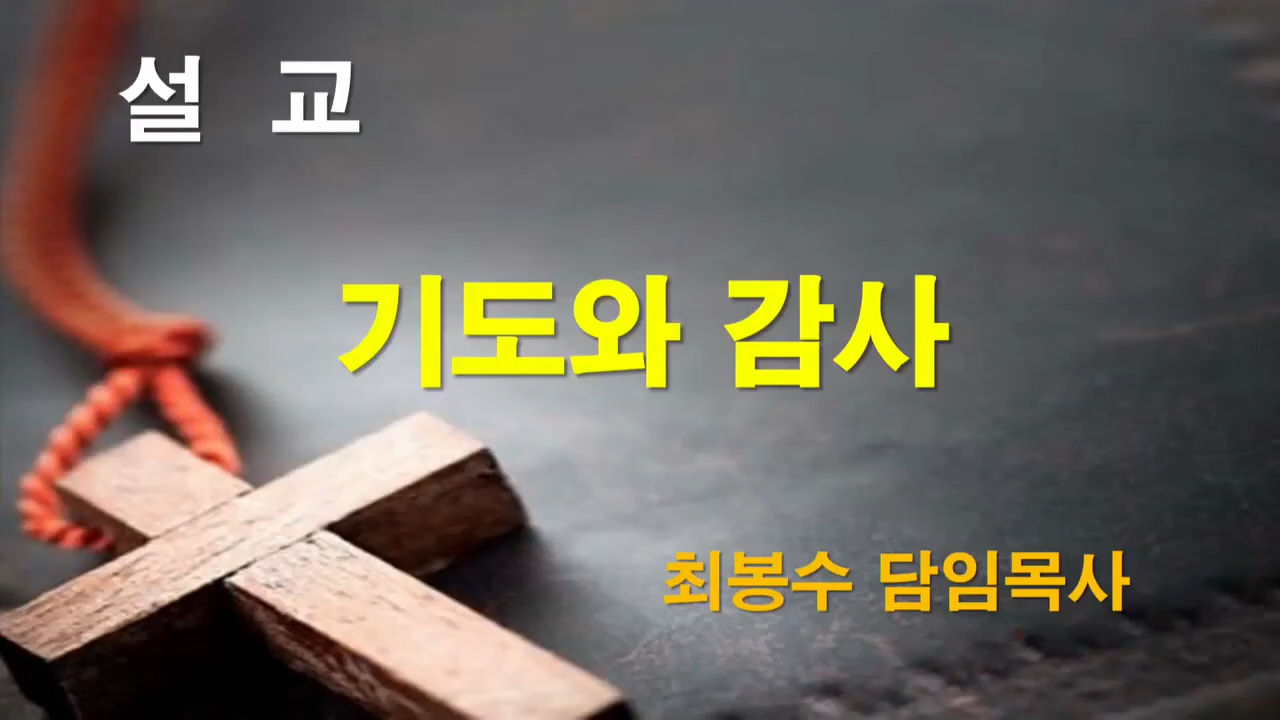 설 교
기도와 감사
최봉수 담임목사